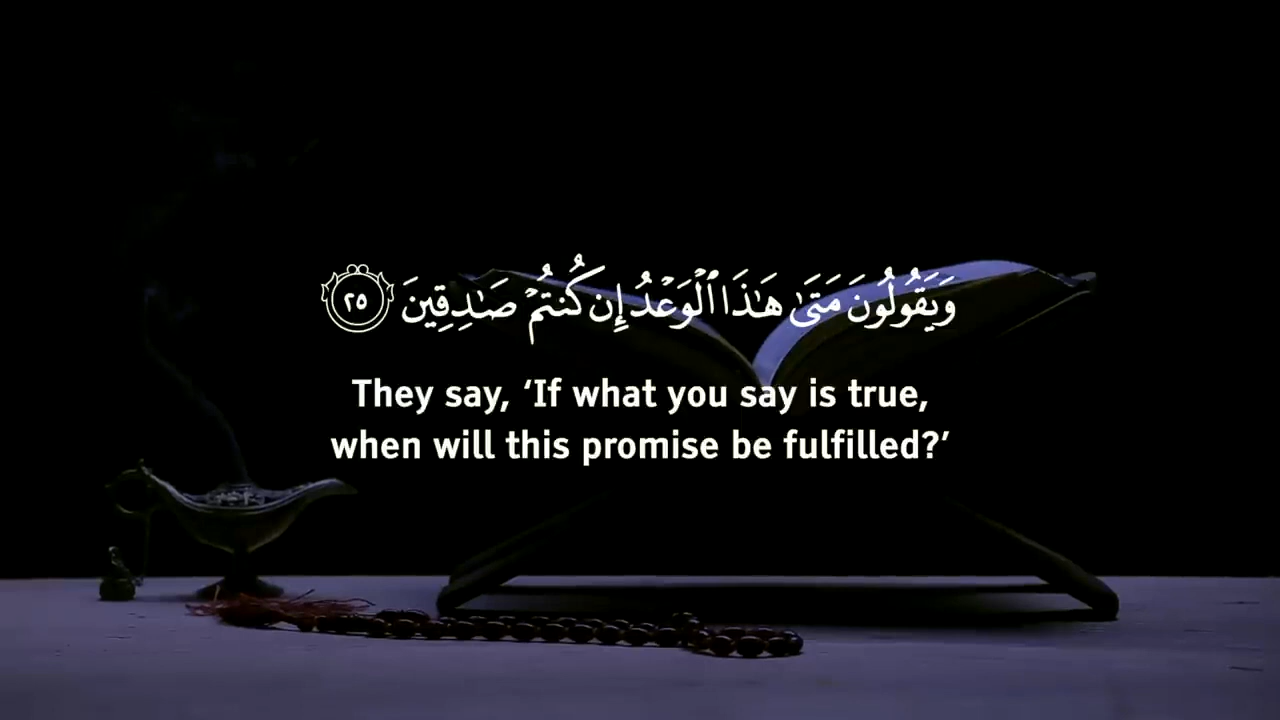 وَيَقُولُونَ مَتَىٰ هَـٰذَا ٱلْوَعْدُ إِن كُنتُمْ صَـٰدِقِينَ ٢٥
They say, ‘If what you say is true,
when will this promise be fulfilled?’